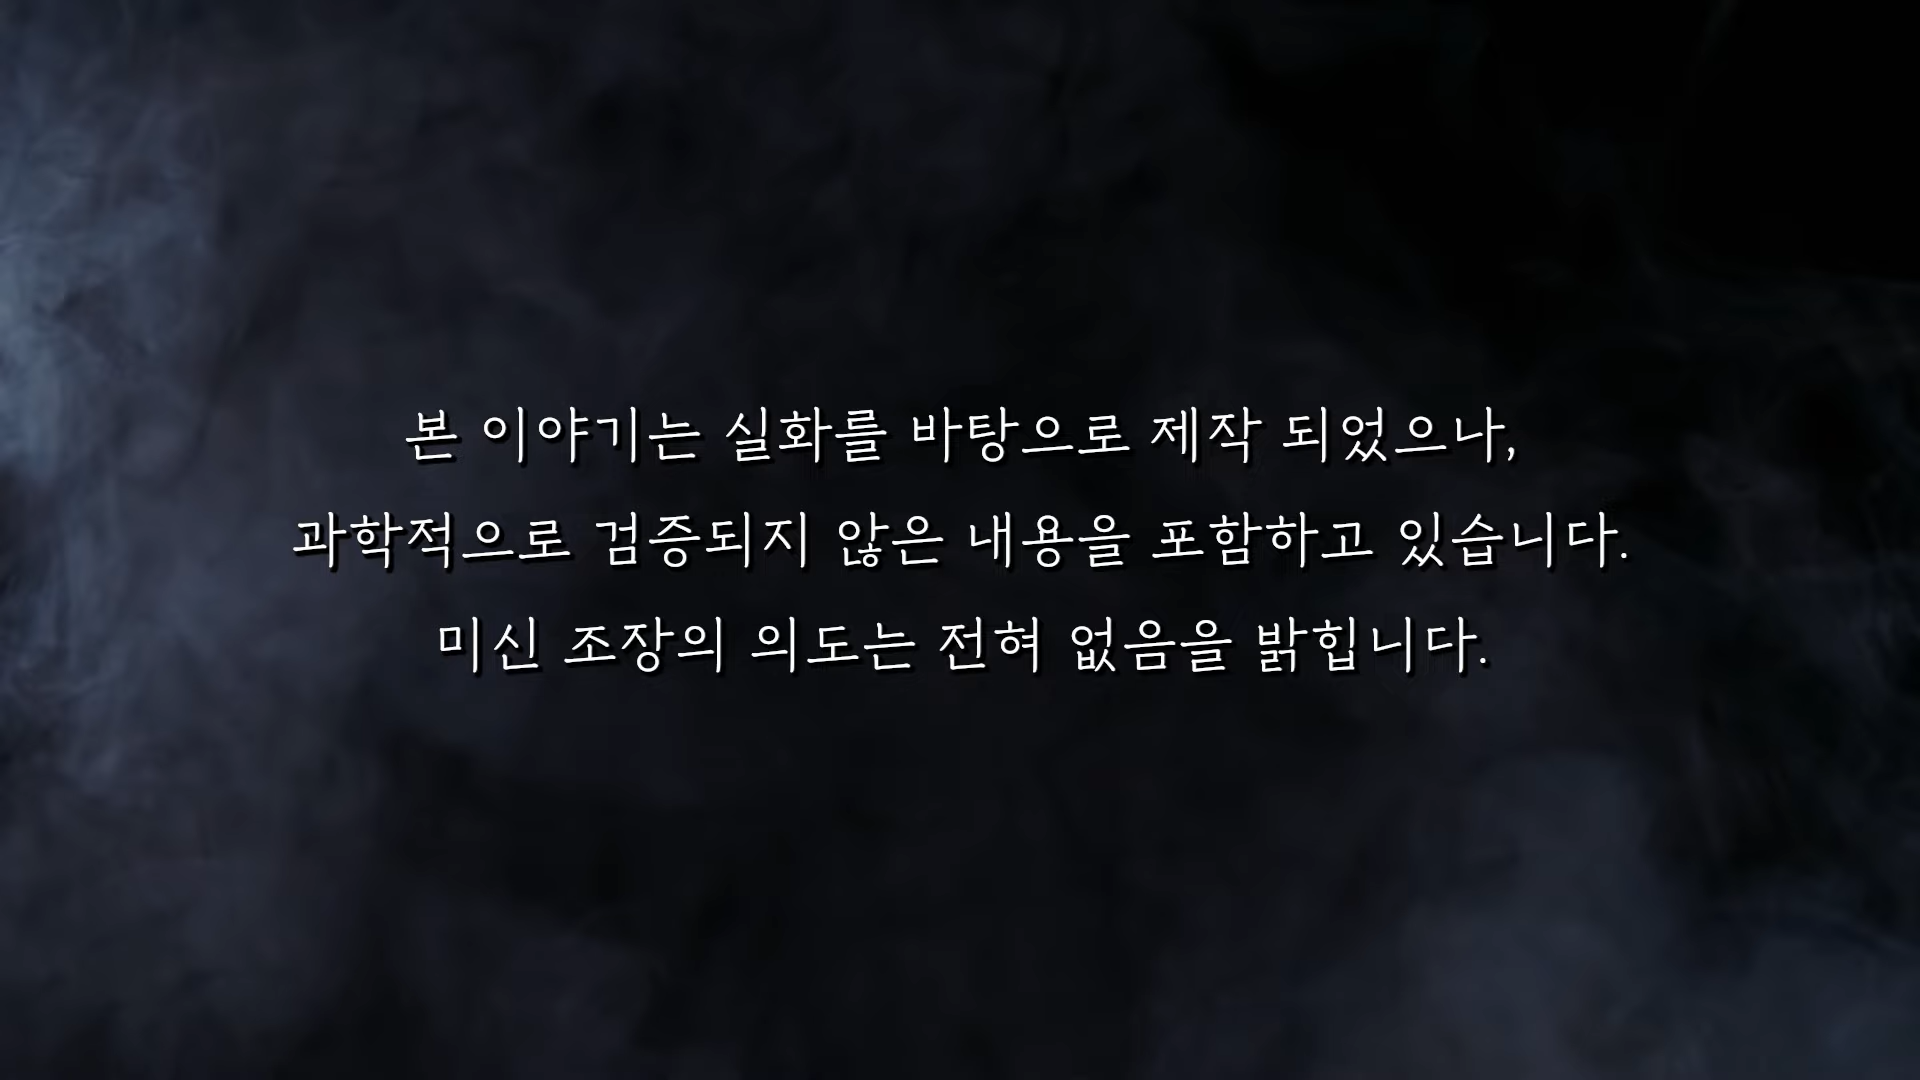 본 이야기는 실화를 바탕으로 제작 되었으나,
과학적으로 검증되지 않은 내용을 포함하고 있습니다.
미신 조장의 의도는 전혀 없음을 밝힙니다.